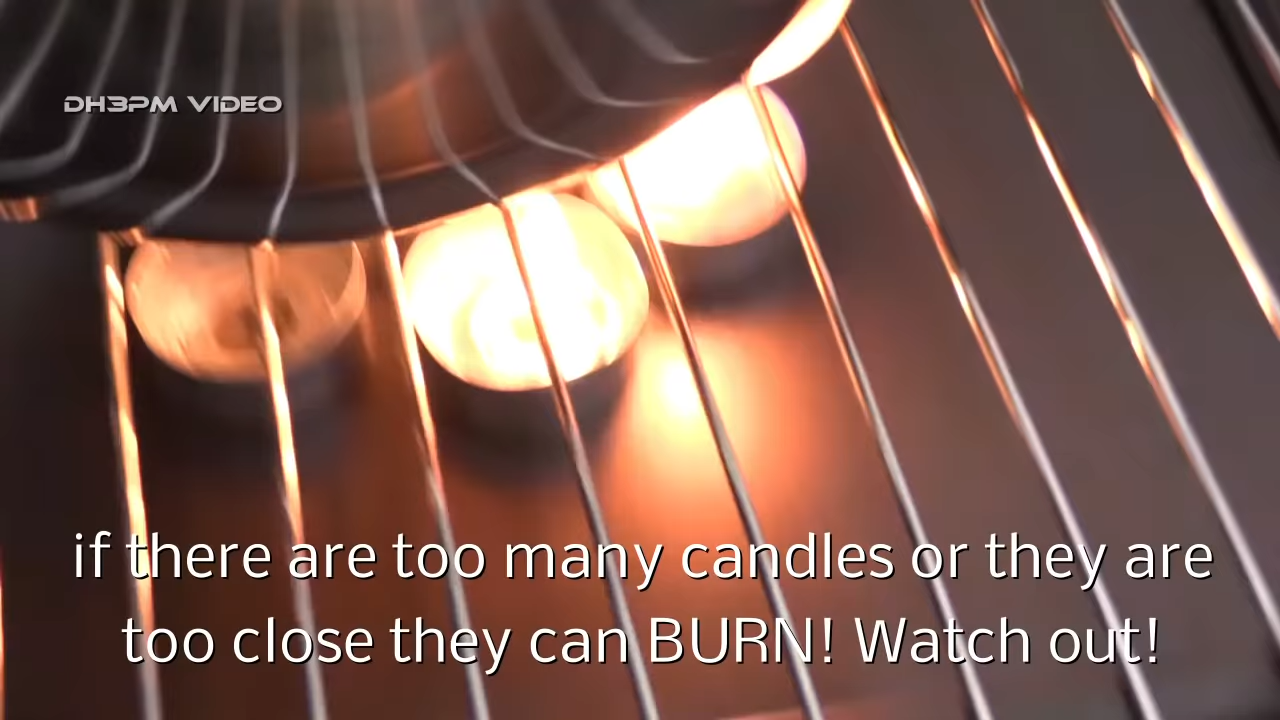 DH3PM VIDEO
if there are too many candles or they are
too close they can BURN! Watch out!